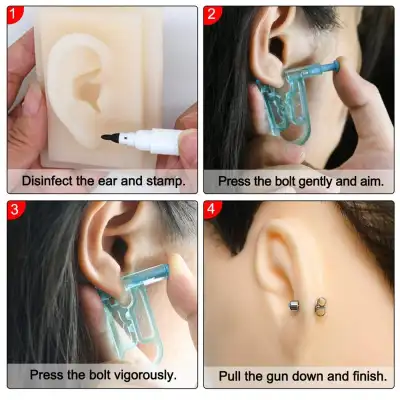 1
Disinfect the ear and stamp.
2
Press the bolt gently and aim.
3
Press the bolt vigorously.
4
Pull the gun down and finish.